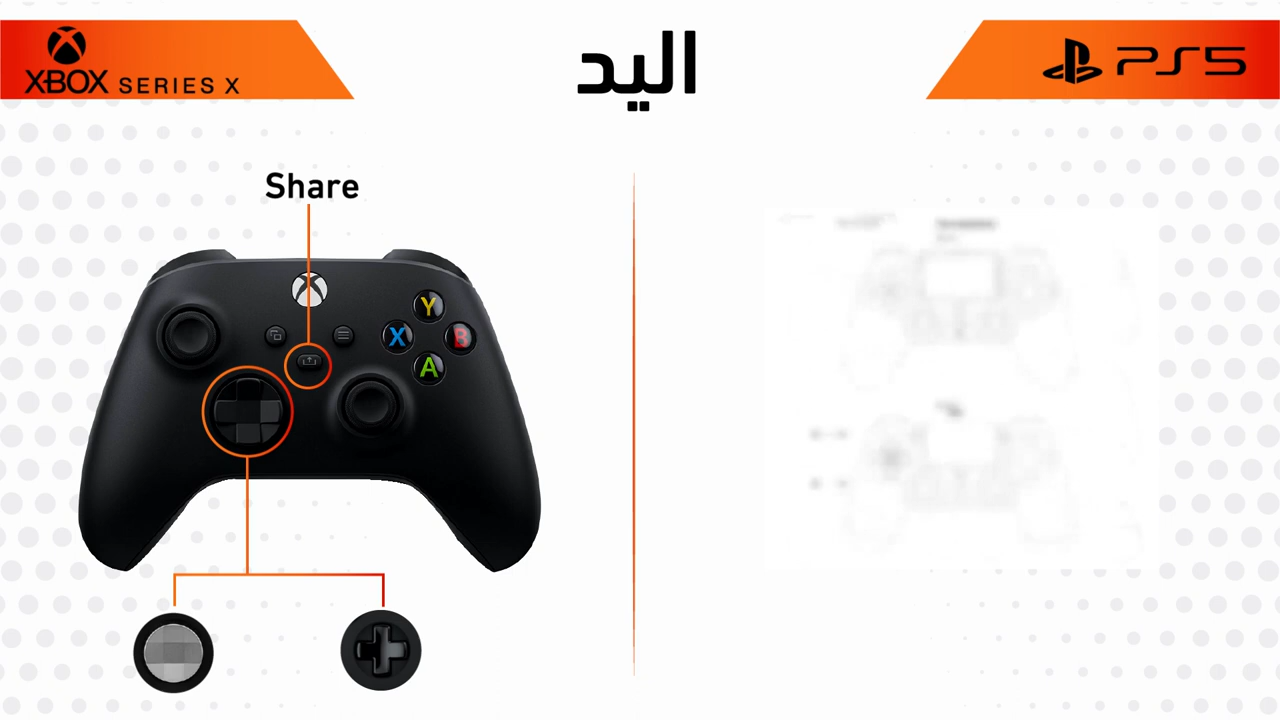 XBOX SERIES X
اليد
PS5
Share
Y
X
B
A